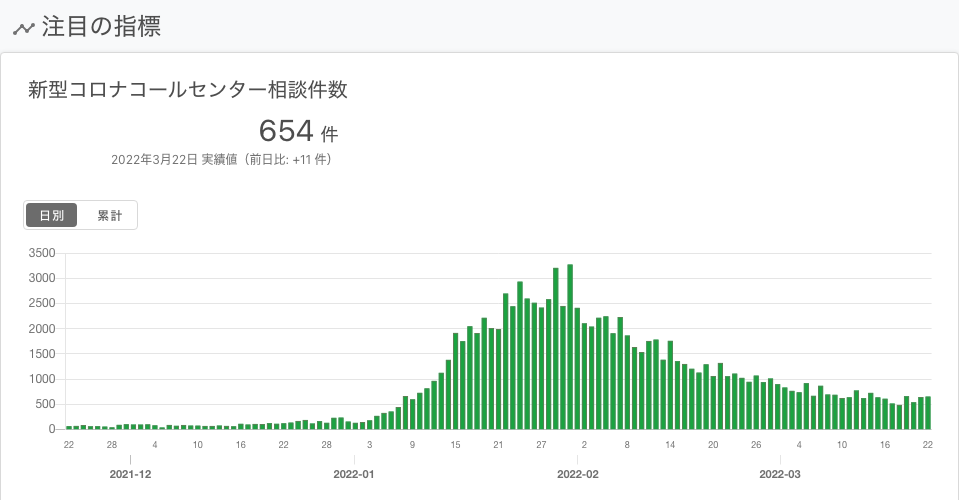 注目の指標
新型コロナコールセンター相談件数
654 件
2022年3月22日 実績値（前日比: +11 件）
日別 累計
3500
3000
2500
2000
1500
1000
500
0
22 28 4 10 16 22 28 3 9 15 21 27 2 8 14 20 26 4 10 16 22
2021-12 2022-01 2022-02 2022-03